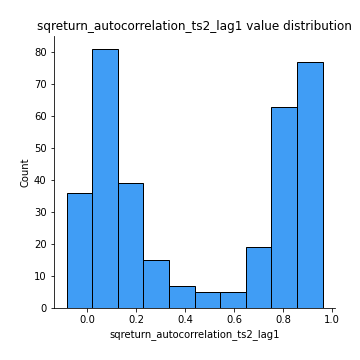 sqreturn_autocorrelation_ts2_lag1 value distribution
80
70
60
50
40
30
20
10
0
Count
0.0 0.2 0.4 0.6 0.8 1.0
sqreturn_autocorrelation_ts2_lag1